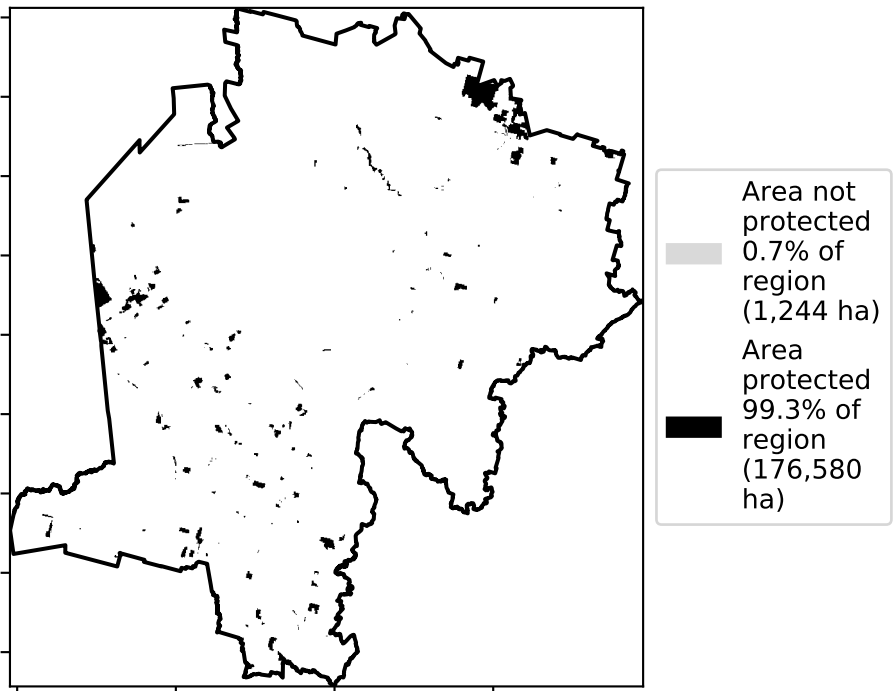 Area not
protected
0.7% of
region
(1,244 ha)
Area
protected
99.3% of
region
(176,580
ha)